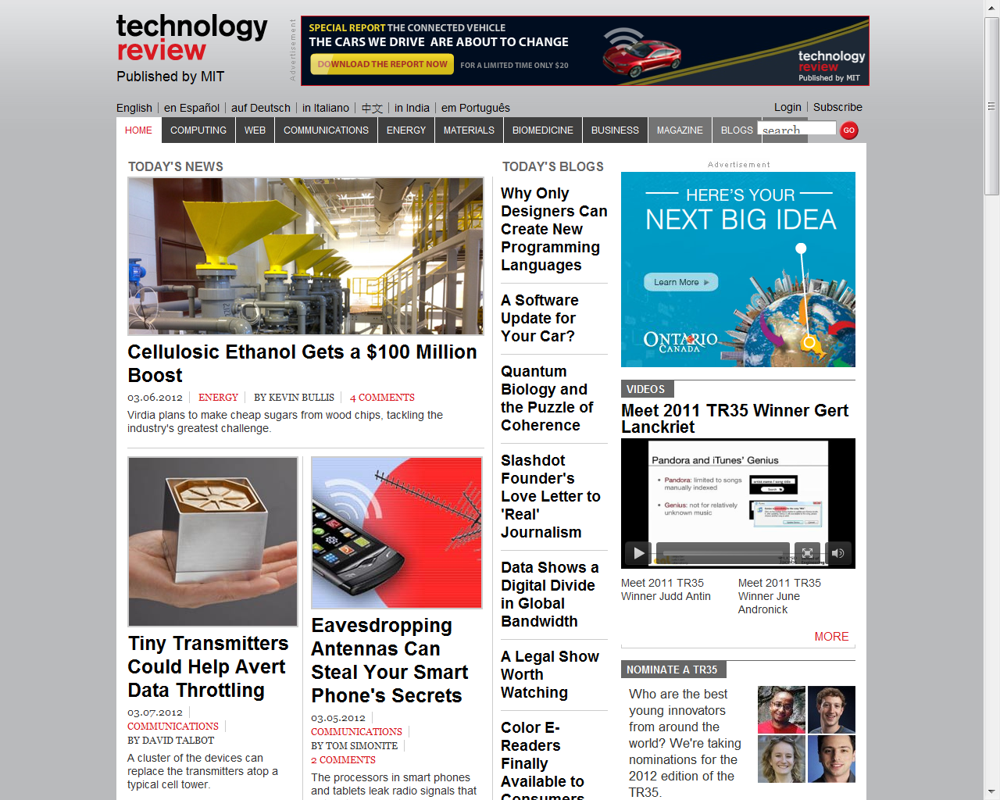 technology
review
Published by MIT
Advertisement
SPECIAL REPORT THE CONNECTED VEHICLE
THE CARS WE DRIVE ARE ABOUT TO CHANGE
DOWNLOAD THE REPORT NOW
FOR A LIMITED TIME ONLY $20
technology
review
Published by MIT
English | en Español | auf Deutsch | in Italiano | 中文 | in India | em Português
Login | Subscribe
HOME COMPUTING WEB COMMUNICATIONS ENERGY MATERIALS BIOMEDICINE BUSINESS MAGAZINE BLOGS search GO
TODAY'S NEWS
Cellulosic Ethanol Gets a $100 Million
Boost
03.06.2012 | ENERGY | BY KEVIN BULLIS | 4 COMMENTS
Virdia plans to make cheap sugars from wood chips, tackling the
industry's greatest challenge.
Tiny Transmitters
Could Help Avert
Data Throttling
03.07.2012
COMMUNICATIONS
BY DAVID TALBOT
A cluster of the devices can
replace the transmitters atop a
typical cell tower.
Eavesdropping
Antennas Can
Steal Your Smart
Phone's Secrets
03.05.2012
COMMUNICATIONS
BY TOM SIMONITE
2 COMMENTS
The processors in smart phones
and tablets leak radio signals that
TODAY'S BLOGS
Why Only
Designers Can
Create New
Programming
Languages
A Software
Update for
Your Car?
Quantum
Biology and
the Puzzle of
Coherence
Slashdot
Founder's
Love Letter to
'Real'
Journalism
Data Shows a
Digital Divide
in Global
Bandwidth
A Legal Show
Worth
Watching
Color E-
Readers
Finally
Available to
Consumers
Advertisement
HERE'S YOUR
NEXT BIG IDEA
Learn More
ONTARIO
CANADA
VIDEOS
Meet 2011 TR35 Winner Gert
Lanckriet
Pandora and iTunes' Genius
• Pandora: limited to songs
manually indexed
• Genius: not for relatively
unknown music
Meet 2011 TR35
Winner Judd Antin
Meet 2011 TR35
Winner June
Andronick
MORE
NOMINATE A TR35
Who are the best
young innovators
from around the
world? We're taking
nominations for the
2012 edition of the
TR35.